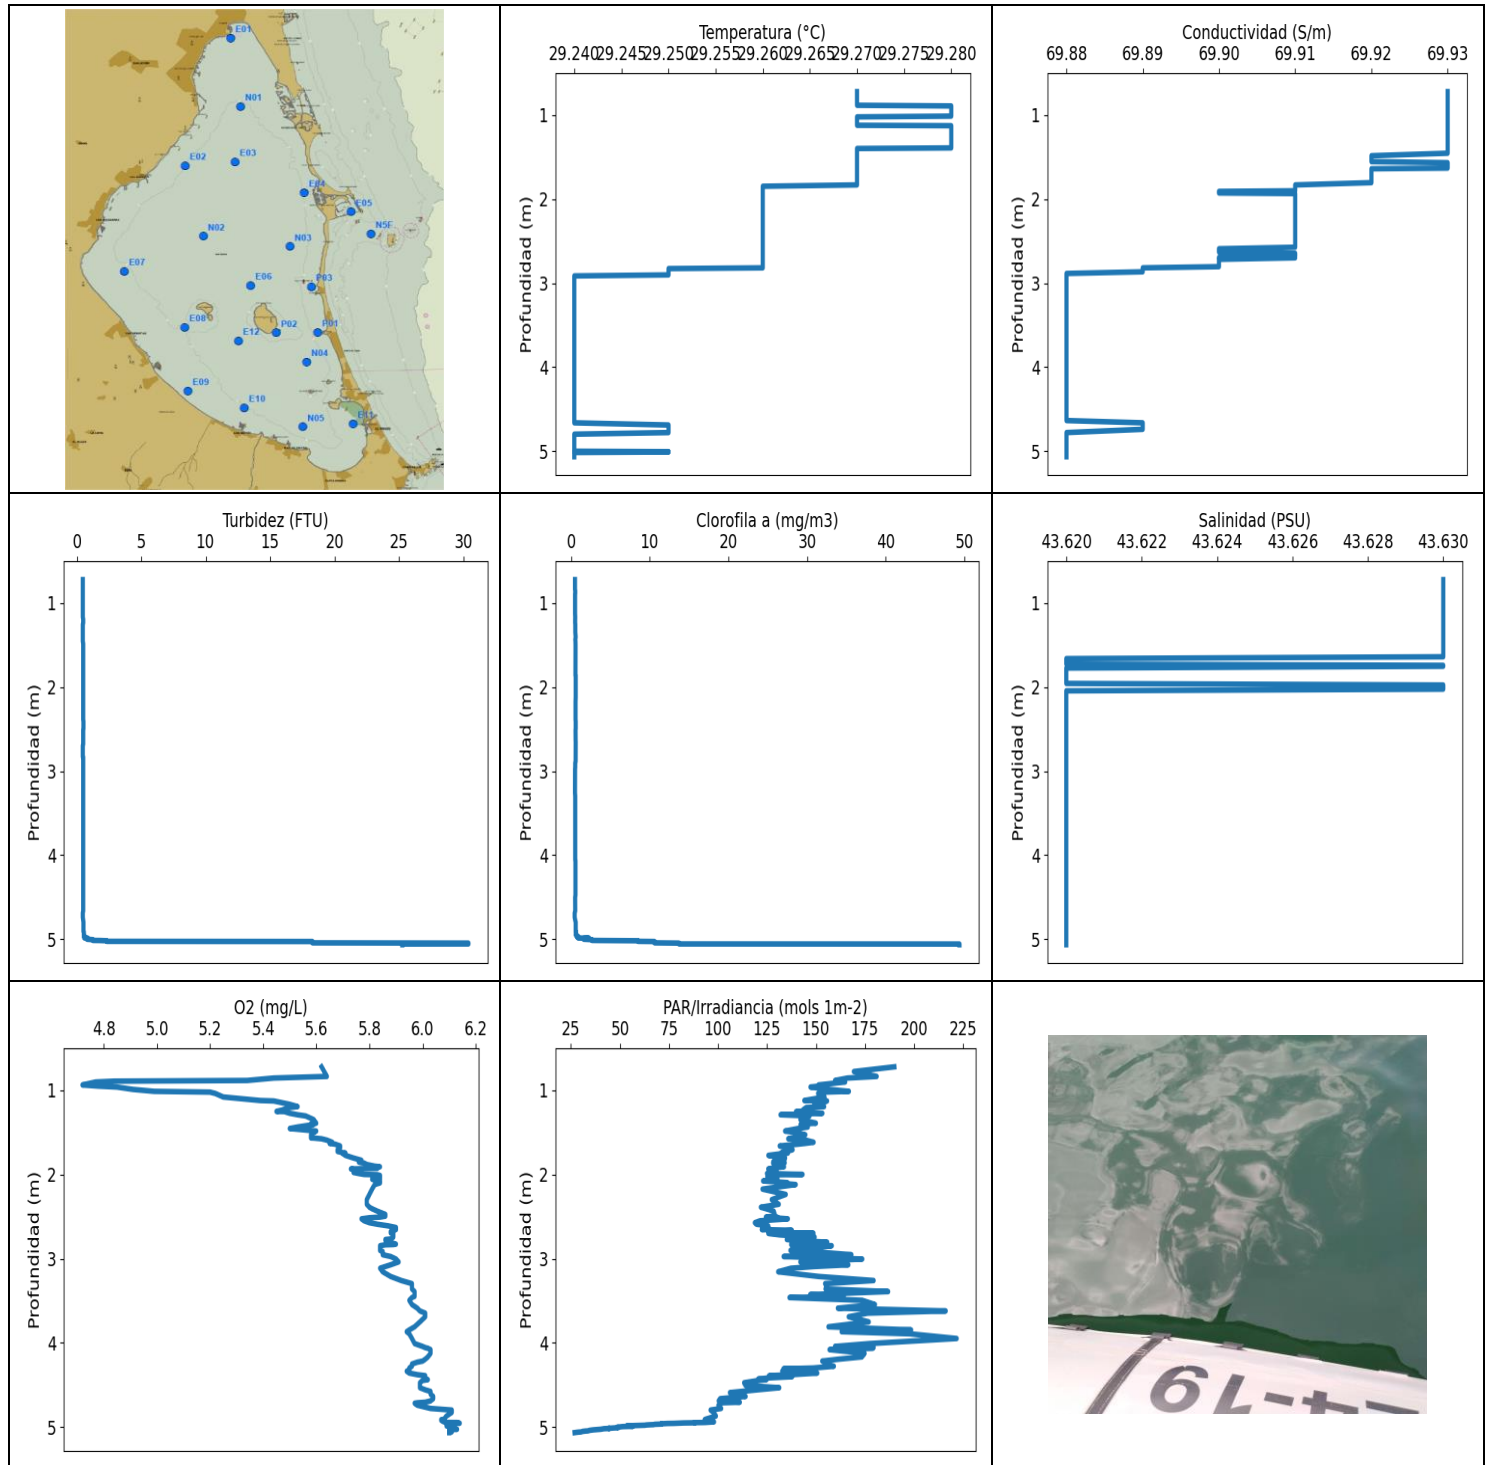 E01
N01
E02
E03
E04
E05
N5F
N02
N03
E07
E06
P03
E08
E12
P02
P01
N04
E09
E10
N05
E11
Temperatura (°C)
29.240 29.245 29.250 29.255 29.260 29.265 29.270 29.275 29.280
Profundidad (m)
1
2
3
4
5
Conductividad (S/m)
69.88 69.89 69.90 69.91 69.92 69.93
Profundidad (m)
1
2
3
4
5
Turbidez (FTU)
0 5 10 15 20 25 30
Profundidad (m)
1
2
3
4
5
Clorofila a (mg/m3)
0 10 20 30 40 50
Profundidad (m)
1
2
3
4
5
Salinidad (PSU)
43.620 43.622 43.624 43.626 43.628 43.630
Profundidad (m)
1
2
3
4
5
O2 (mg/L)
4.8 5.0 5.2 5.4 5.6 5.8 6.0 6.2
Profundidad (m)
1
2
3
4
5
PAR/Irradiancia (mols 1m-2)
25 50 75 100 125 150 175 200 225
Profundidad (m)
1
2
3
4
5
4-19